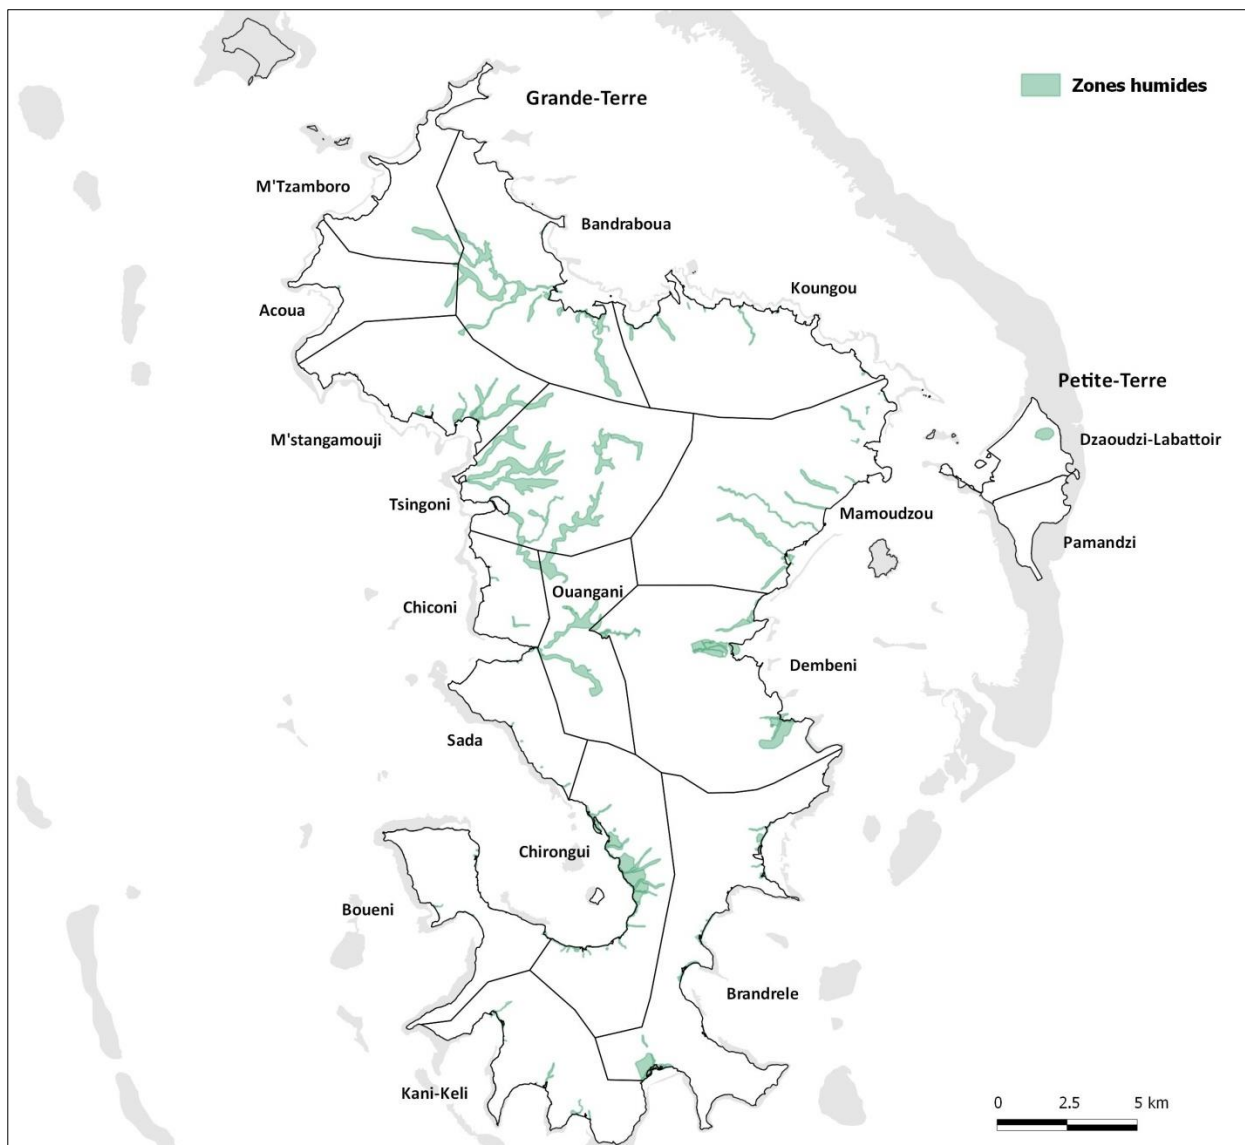 Grande-Terre
Zones humides
M'Tzamboro
Bandraboua
Koungou
Acoua
Petite-Terre
M'stangamouji
Dzaoudzi-Labattoir
Tsingoni
Mamoudzou
Pamandzi
Ouangani
Chiconi
Dembeni
Sada
Chirongui
Boueni
Brandrele
Kani-Keli
0 2.5 5 km